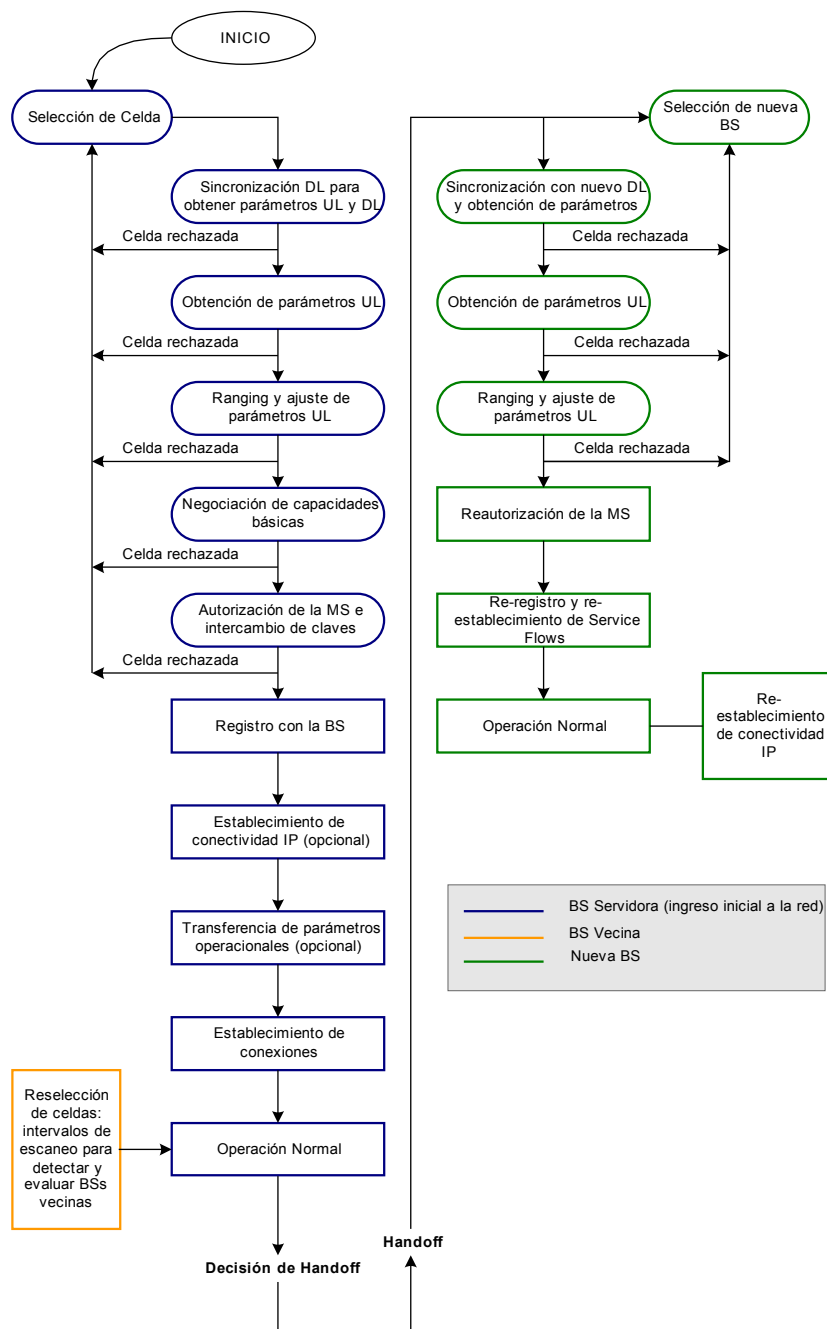 INICIO
Selección de Celda
Sincronización DL para
obtener parámetros UL y DL
Celda rechazada
Obtención de parámetros UL
Celda rechazada
Ranging y ajuste de
parámetros UL
Celda rechazada
Negociación de capacidades
básicas
Celda rechazada
Autorización de la MS e
intercambio de claves
Celda rechazada
Registro con la BS
Establecimiento de
conectividad IP (opcional)
Transferencia de parámetros
operacionales (opcional)
Establecimiento de
conexiones
Reselección
de celdas:
intervalos de
escaneo para
detectar y
evaluar BSs
vecinas
Operación Normal
Decisión de Handoff
Handoff
Selección de nueva
BS
Sincronización con nuevo DL
y obtención de parámetros
Celda rechazada
Obtención de parámetros UL
Celda rechazada
Ranging y ajuste de
parámetros UL
Celda rechazada
Reautorización de la MS
Re-registro y re-
establecimiento de Service
Flows
Operación Normal
Re-
establecimiento
de conectividad
IP
BS Servidora (ingreso inicial a la red)
BS Vecina
Nueva BS